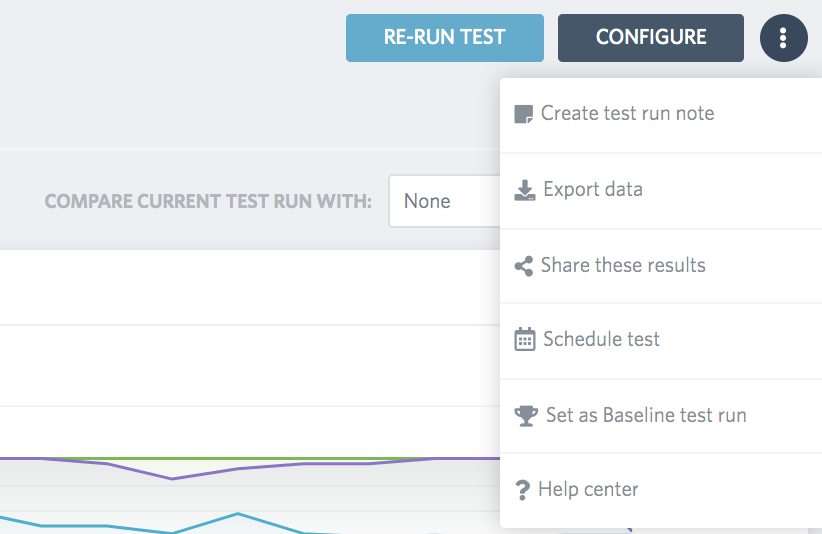 RE-RUN TEST
CONFIGURE
Create test run note
Export data
COMPARE CURRENT TEST RUN WITH:
None
Share these results
Schedule test
Set as Baseline test run
Help center